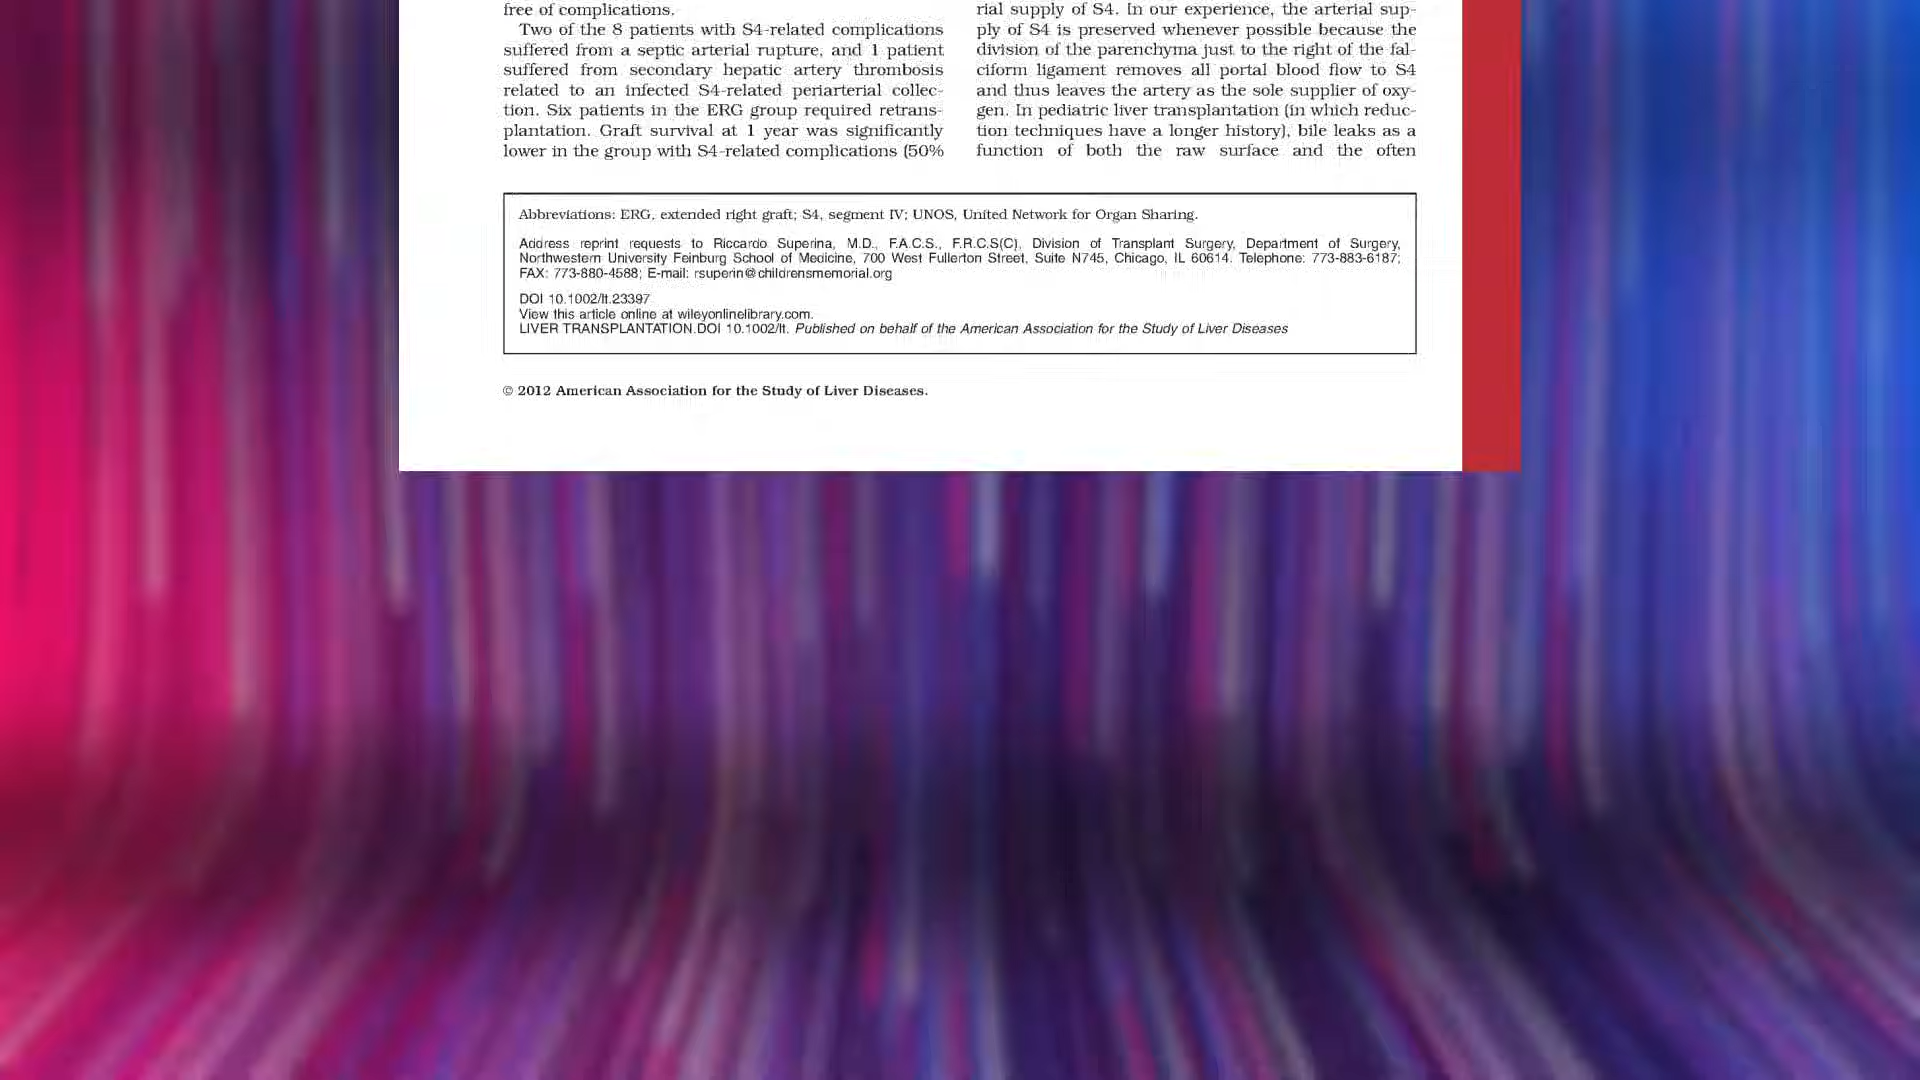 free of complications.
Two of the 8 patients with S4-related complications
suffered from a septic arterial rupture, and 1 patient
suffered from secondary hepatic artery thrombosis
related to an infected S4-related periarterial collec-
tion. Six patients in the ERG group required retrans-
plantation. Graft survival at 1 year was significantly
lower in the group with S4-related complications (50%
rial supply of S4. In our experience, the arterial sup-
ply of S4 is preserved whenever possible because the
division of the parenchyma just to the right of the fal-
ciform ligament removes all portal blood flow to S4
and thus leaves the artery as the sole supplier of oxy-
gen. In pediatric liver transplantation (in which reduc-
tion techniques have a longer history), bile leaks as a
function of both the raw surface and the often
Abbreviations: ERG, extended right graft; S4, segment IV; UNOS, United Network for Organ Sharing.
Address reprint requests to Riccardo Superina, M.D., F.A.C.S., F.R.C.S(C), Division of Transplant Surgery, Department of Surgery,
Northwestern University Feinburg School of Medicine, 700 West Fullerton Street, Suite N745, Chicago, IL 60614. Telephone: 773-883-6187;
FAX: 773-880-4588; E-mail: rsuperin@childrensmemorial.org
DOI 10.1002/lt.23397
View this article online at wileyonlinelibrary.com.
LIVER TRANSPLANTATION.DOI 10.1002/lt. Published on behalf of the American Association for the Study of Liver Diseases
© 2012 American Association for the Study of Liver Diseases.